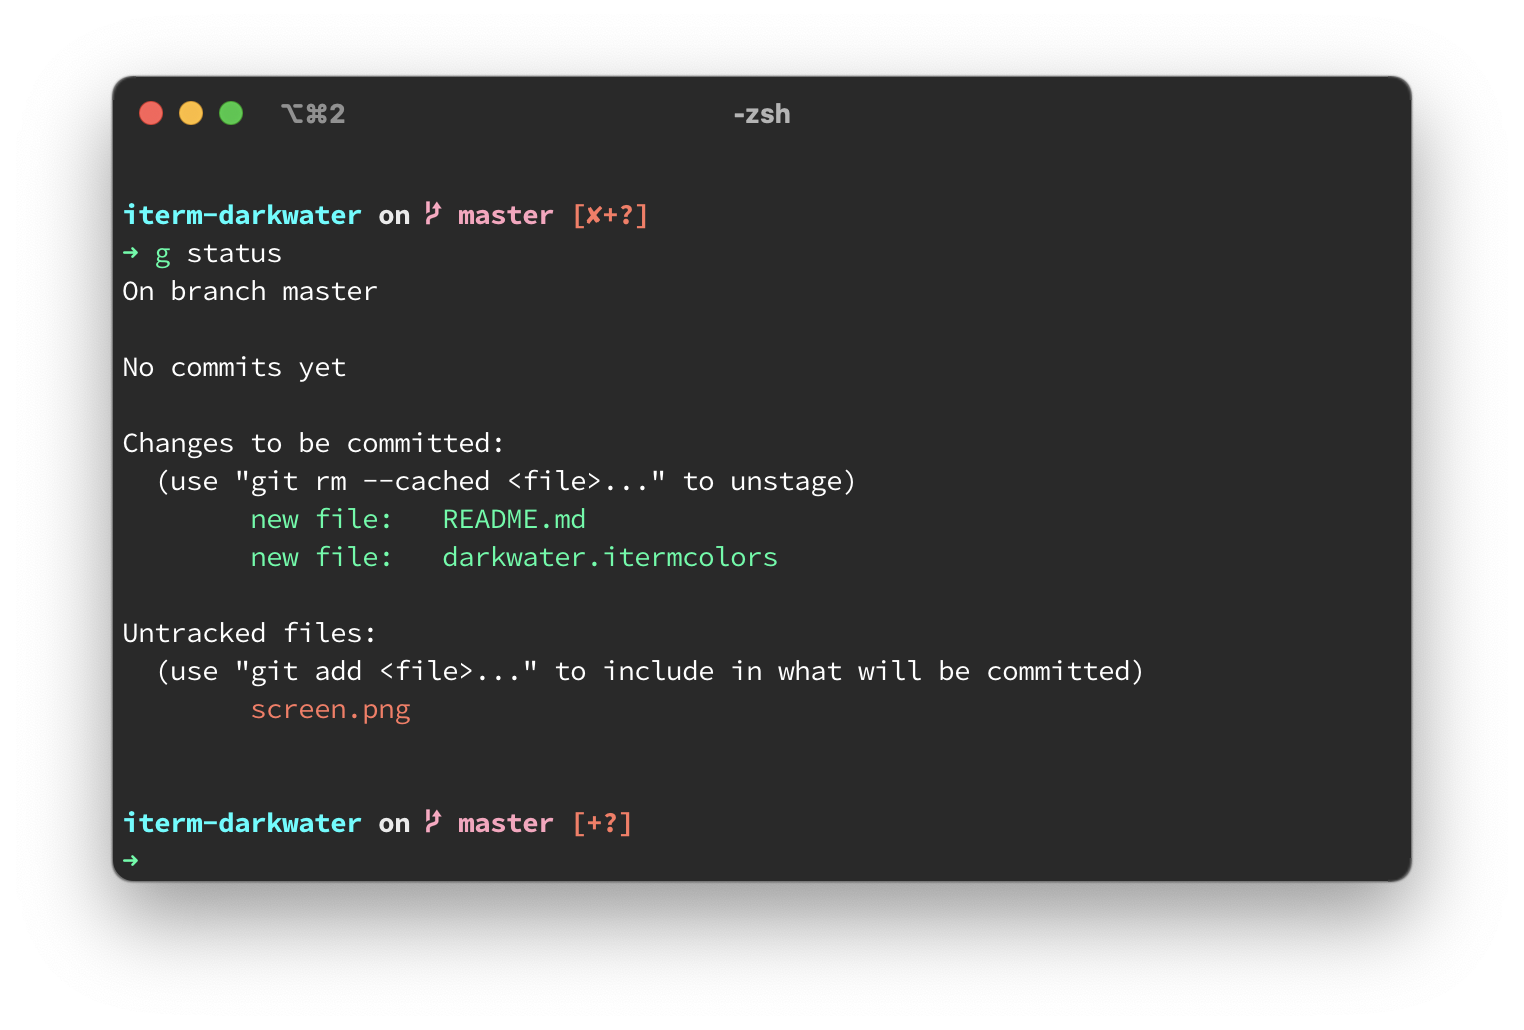 ⌥⌘2 -zsh
iterm-darkwater on master [✘+?]
➜ g status
On branch master
No commits yet
Changes to be committed:
(use "git rm --cached <file>..." to unstage)
new file: README.md
new file: darkwater.itermcolors
Untracked files:
(use "git add <file>..." to include in what will be committed)
screen.png
iterm-darkwater on master [+?]
➜